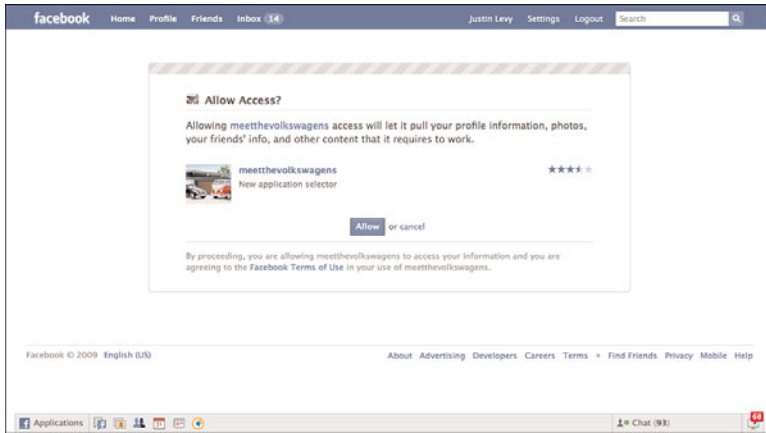 facebook Home Profile Friends Inbox 14 Justin Levy Settings Logout Search
Allow Access?
Allowing meetthevolkswagens access will let it pull your profile information, photos,
your friends' info, and other content that it requires to work.
meetthevolkswagens
New application selector
Allow or cancel
By proceeding, you are allowing meetthevolkswagens to access your information and you are
agreeing to the Facebook Terms of Use in your use of meetthevolkswagens.
Facebook © 2009 English (US) About Advertising Developers Careers Terms • Find Friends Privacy Mobile Help
Applications Chat (93)